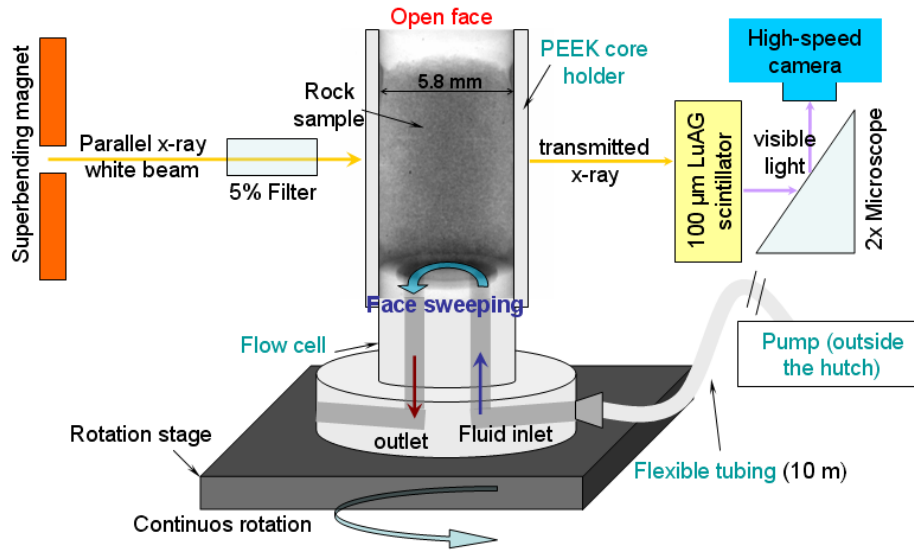 Open face
High-speed
camera
PEEK core
holder
5.8 mm
Rock
sample
Superbending magnet
Parallel x-ray
white beam
5% Filter
transmitted
x-ray
100 μm LuAG
scintillator
visible
light
2x Microscope
Face sweeping
Flow cell
Pump (outside
the hutch)
Rotation stage
outlet
Fluid inlet
Flexible tubing (10 m)
Continuos rotation